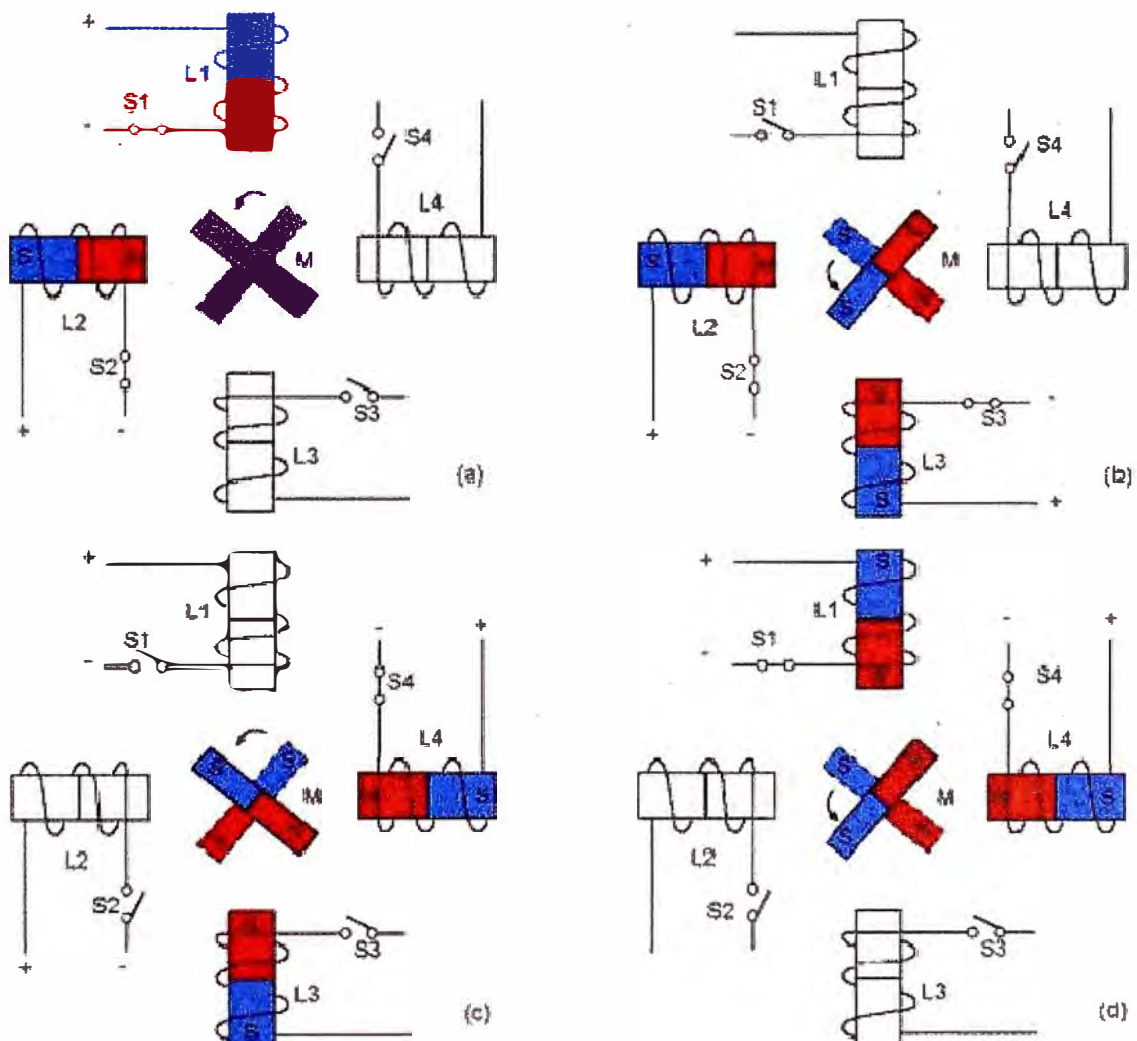 +
L1
S1
-
S4
L4
M
S
L2
S2
+ -
S3
L3
(a)
L1
S1
S4
L4
S
S
S
M
L2
S2
+ -
S3 -
L3
S
+
(b)
+
L1
S1
-
- +
S4
L4
S S
M
S
L2
S2
+ -
S3
L3
S
(c)
+
S
L1
S1
-
- +
S4
L4
S
S
M
S
L2
S2
S3
L3
(d)